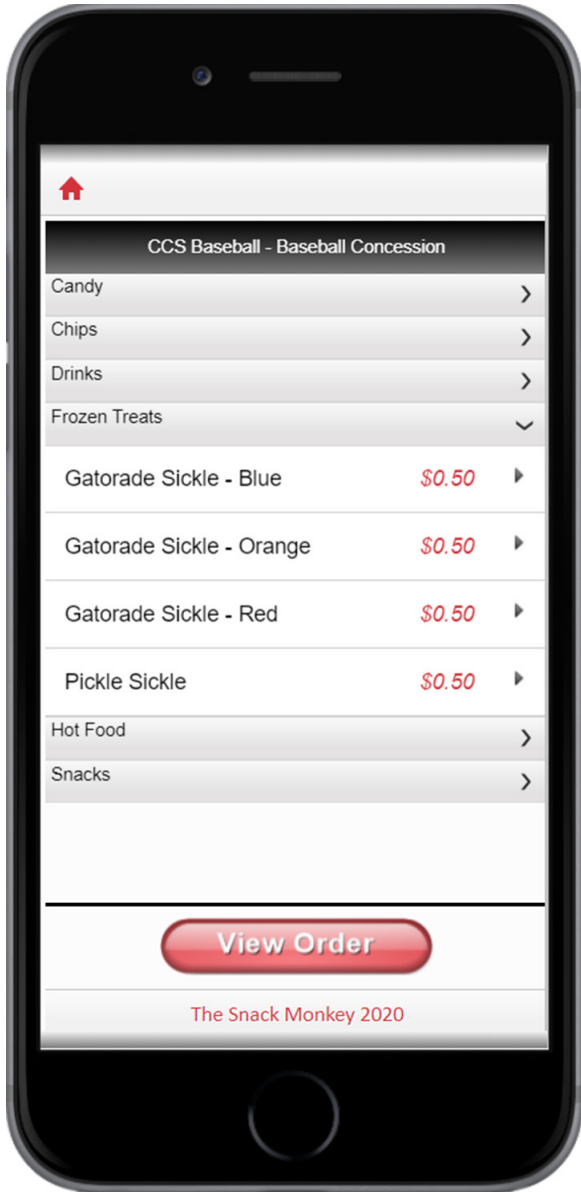 CCS Baseball - Baseball Concession
Candy
Chips
Drinks
Frozen Treats
Gatorade Sickle - Blue $0.50
Gatorade Sickle - Orange $0.50
Gatorade Sickle - Red $0.50
Pickle Sickle $0.50
Hot Food
Snacks
View Order
The Snack Monkey 2020